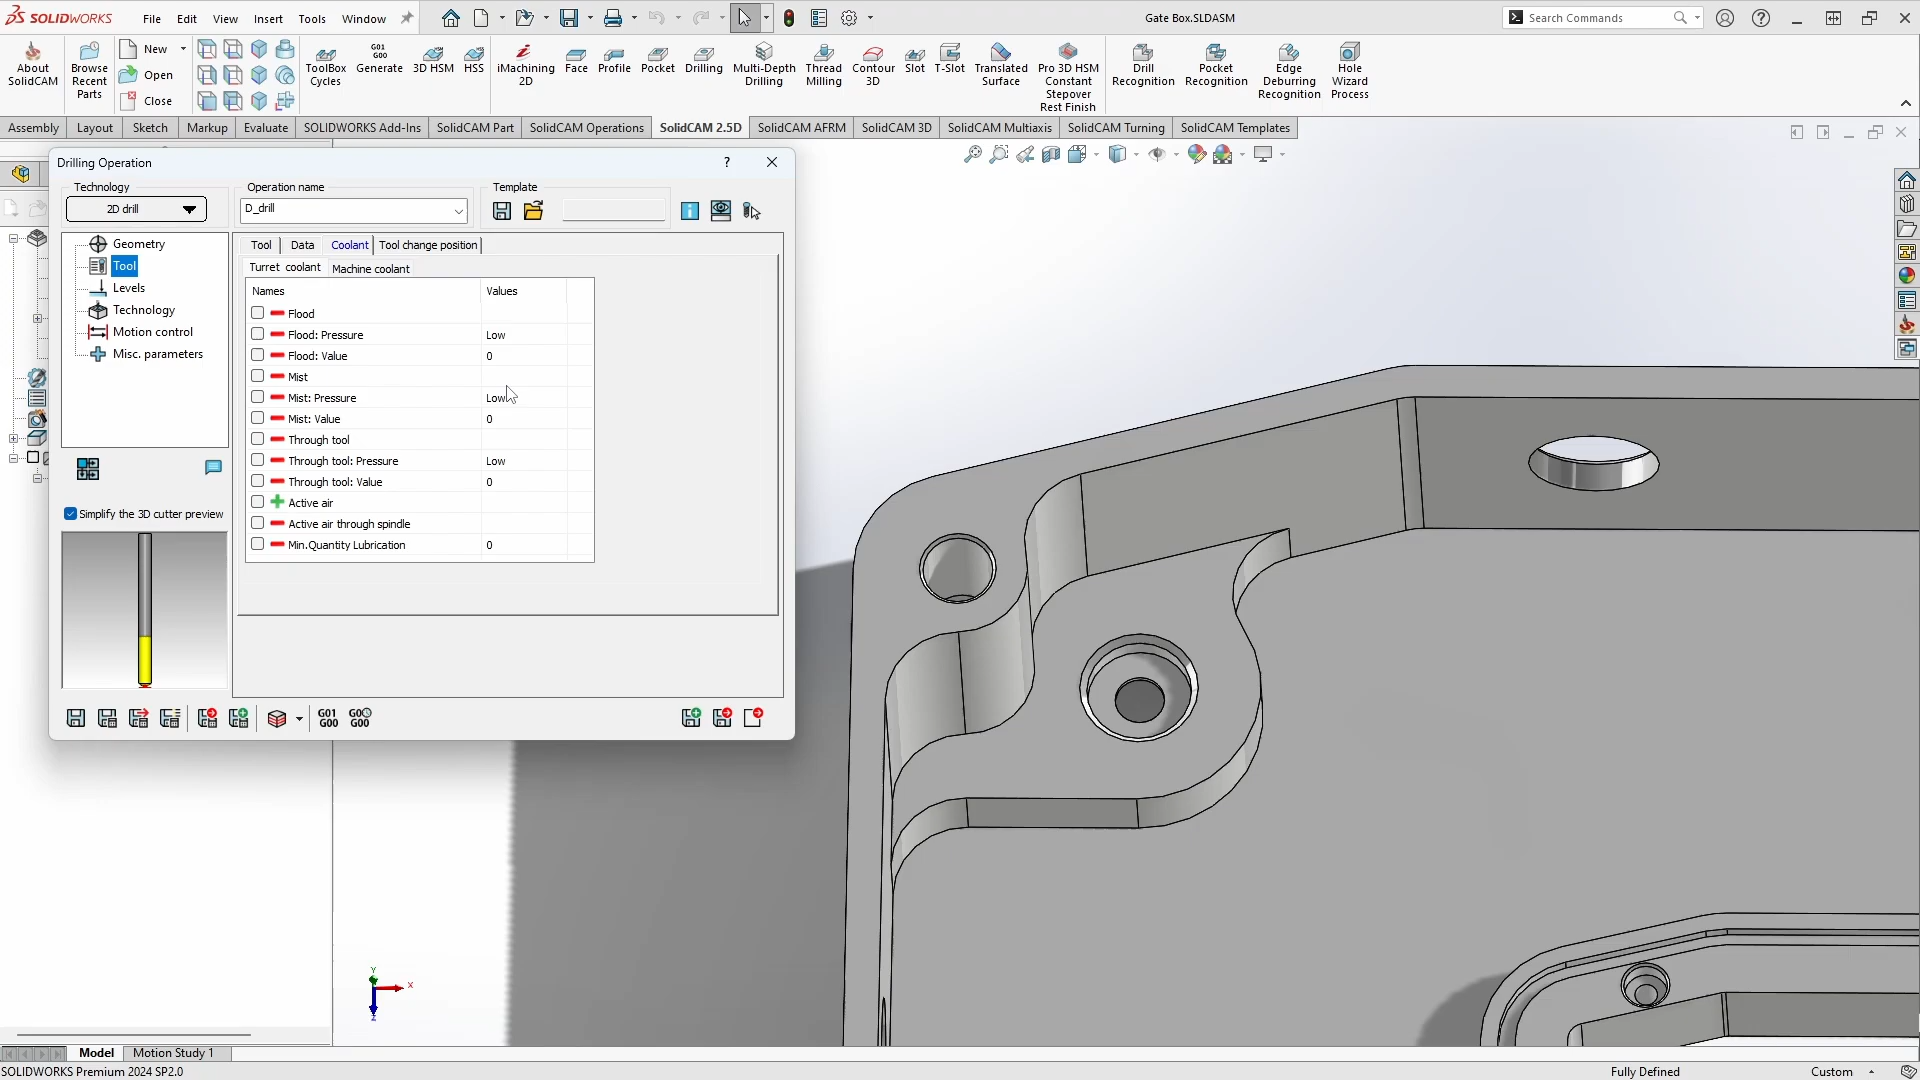 SOLIDWORKS File Edit View Insert Tools Window
Gate Box.SLDASM
Search Commands
About SolidCAM
Browse Recent Parts
New
Open
Close
ToolBox Cycles
G01 G00
Generate
HSM
3D HSM
HSS
HSS
iMachining 2D
Face
Profile
Pocket
Drilling
Multi-Depth Drilling
Thread Milling
Contour 3D
Slot
T-Slot
Translated Surface
Pro 3D HSM Constant Stepover Rest Finish
Drill Recognition
Pocket Recognition
Edge Deburring Recognition
Hole Wizard Process
Assembly Layout Sketch Markup Evaluate SOLIDWORKS Add-Ins SolidCAM Part SolidCAM Operations SolidCAM 2.5D SolidCAM AFRM SolidCAM 3D SolidCAM Multiaxis SolidCAM Turning SolidCAM Templates
Drilling Operation ?
Technology
2D drill
Operation name
D_drill
Template
Geometry
Tool
Levels
Technology
Motion control
Misc. parameters
Simplify the 3D cutter preview
Tool Data Coolant Tool change position
Turret coolant Machine coolant
Names Values
Flood
Flood: Pressure Low
Flood: Value 0
Mist
Mist: Pressure Low
Mist: Value 0
Through tool
Through tool: Pressure Low
Through tool: Value 0
Active air
Active air through spindle
Min.Quantity Lubrication 0
G01 G00
G00 G00
Y
X
Z
Model Motion Study 1
SOLIDWORKS Premium 2024 SP2.0
Fully Defined
Custom